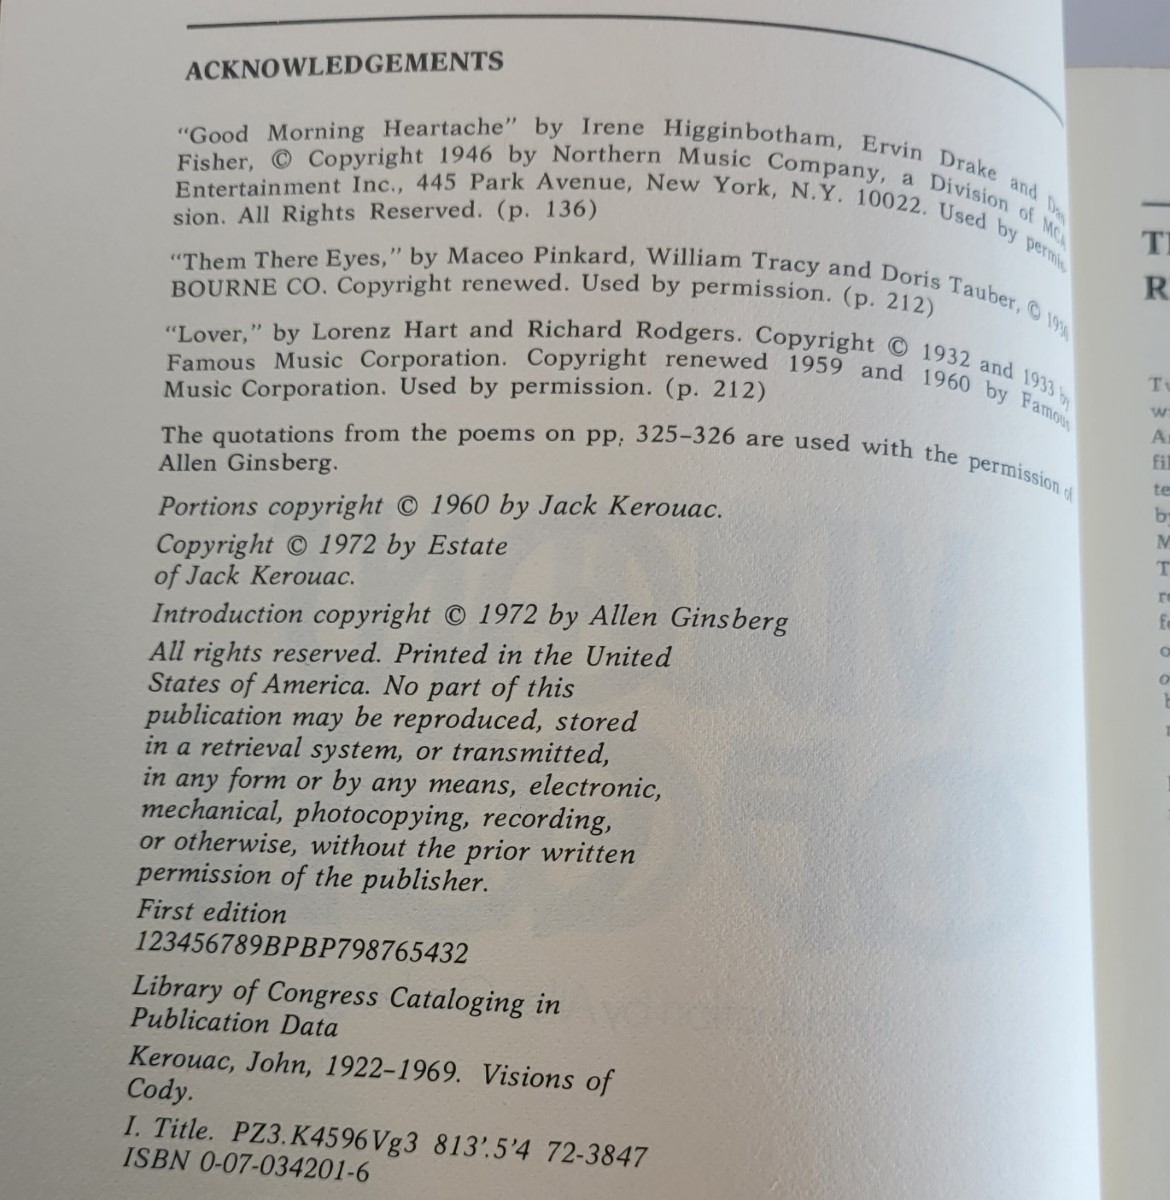 ACKNOWLEDGEMENTS
"Good Morning Heartache" by Irene Higginbotham, Ervin Drake and Dan
Fisher, © Copyright 1946 by Northern Music Company, a Division of MCA
Entertainment Inc., 445 Park Avenue, New York, N.Y. 10022. Used by permis-
sion. All Rights Reserved. (p. 136)
"Them There Eyes," by Maceo Pinkard, William Tracy and Doris Tauber, © 1930
BOURNE CO. Copyright renewed. Used by permission. (p. 212)
"Lover," by Lorenz Hart and Richard Rodgers. Copyright © 1932 and 1933 by
Famous Music Corporation. Copyright renewed 1959 and 1960 by Famous
Music Corporation. Used by permission. (p. 212)
The quotations from the poems on pp. 325–326 are used with the permission of
Allen Ginsberg.
Portions copyright © 1960 by Jack Kerouac.
Copyright © 1972 by Estate
of Jack Kerouac.
Introduction copyright © 1972 by Allen Ginsberg
All rights reserved. Printed in the United
States of America. No part of this
publication may be reproduced, stored
in a retrieval system, or transmitted,
in any form or by any means, electronic,
mechanical, photocopying, recording,
or otherwise, without the prior written
permission of the publisher.
First edition
123456789BPBP798765432
Library of Congress Cataloging in
Publication Data
Kerouac, John, 1922–1969. Visions of
Cody.
I. Title. PZ3.K4596Vg3 813'.5'4 72-3847
ISBN 0-07-034201-6